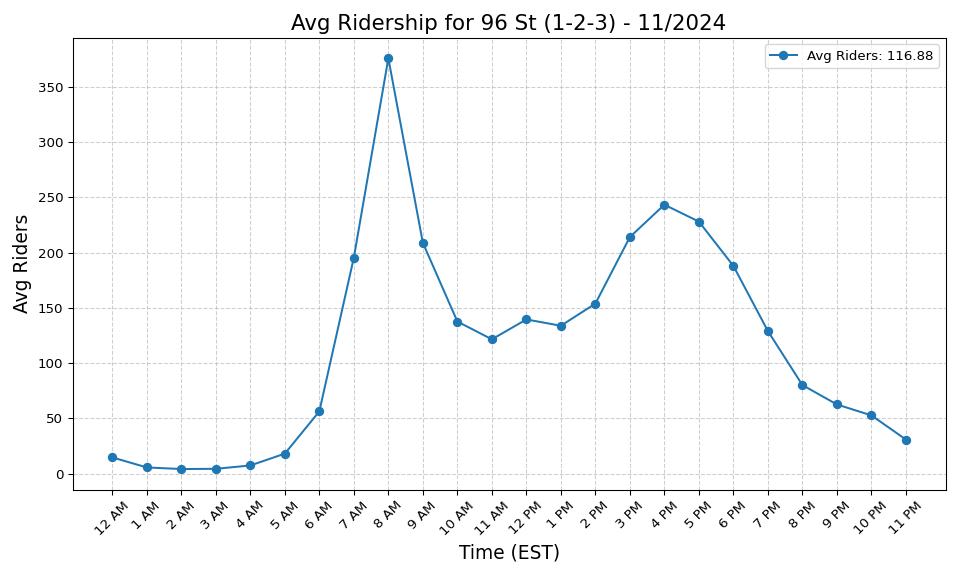 Avg Ridership for 96 St (1-2-3) - 11/2024
Avg Riders: 116.88
Avg Riders
350
300
250
200
150
100
50
0
12 AM
1 AM
2 AM
3 AM
4 AM
5 AM
6 AM
7 AM
8 AM
9 AM
10 AM
11 AM
12 PM
1 PM
2 PM
3 PM
4 PM
5 PM
6 PM
7 PM
8 PM
9 PM
10 PM
11 PM
Time (EST)